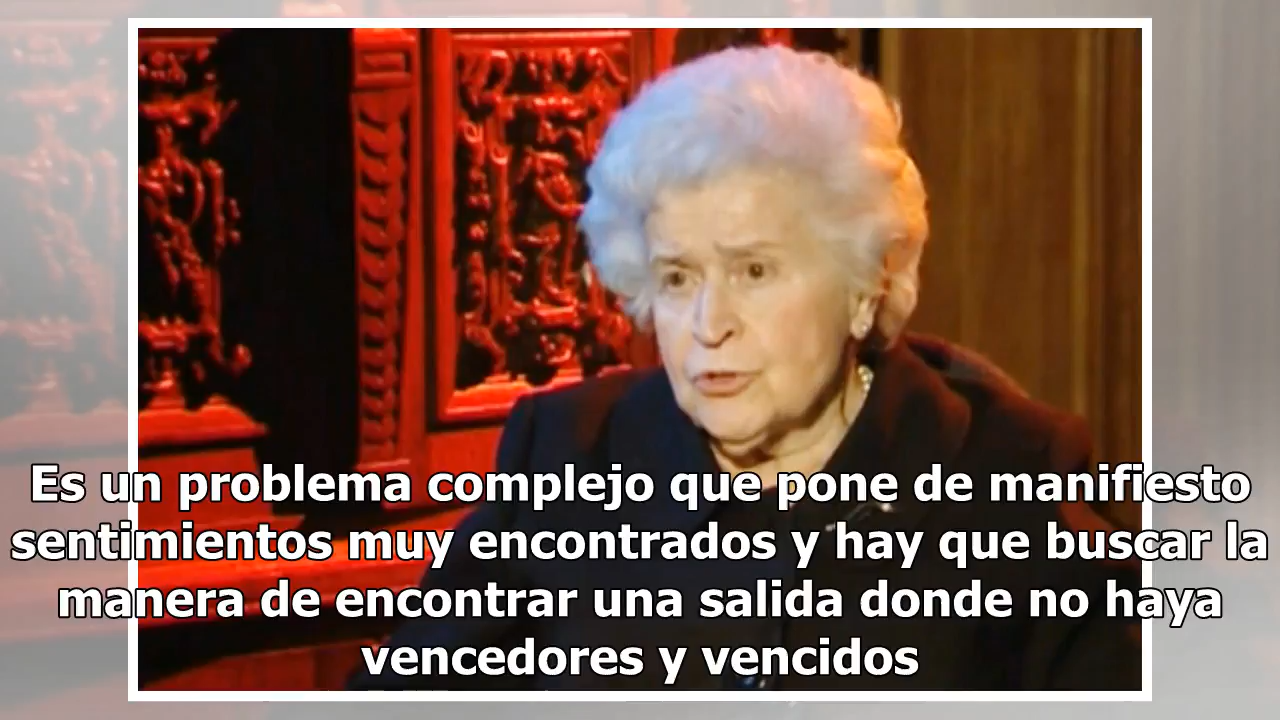 Es un problema complejo que pone de manifiesto
sentimientos muy encontrados y hay que buscar la
manera de encontrar una salida donde no haya
vencedores y vencidos